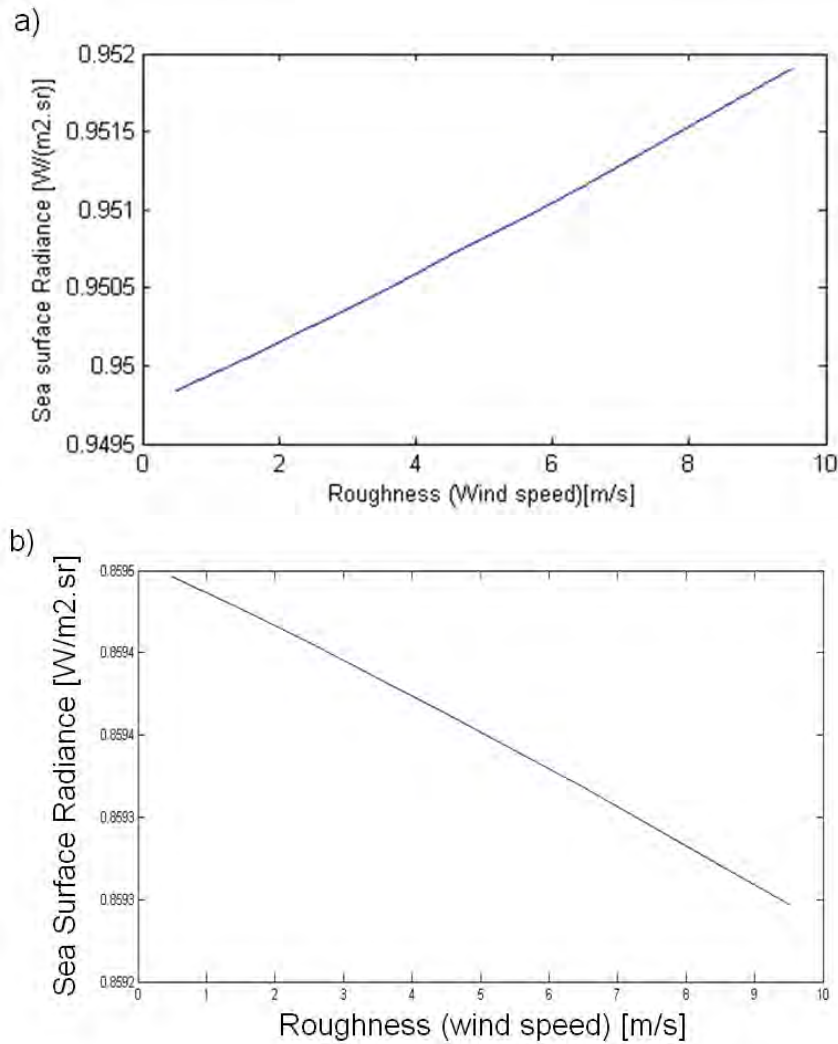 a)
Sea surface Radiance [W/(m2.sr)]
0.952
0.9515
0.951
0.9505
0.95
0.9495
0 2 4 6 8 10
Roughness (Wind speed)[m/s]
b)
Sea Surface Radiance [W/m2.sr]
0.8595
0.8594
0.8594
0.8593
0.8593
0.8592
0 1 2 3 4 5 6 7 8 9 10
Roughness (wind speed) [m/s]